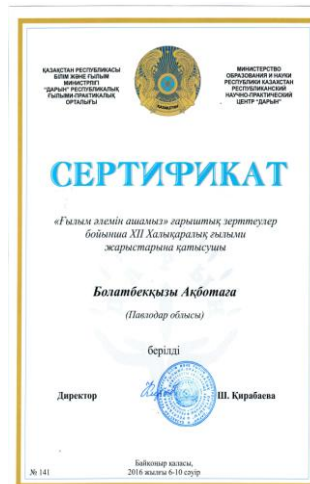 ҚАЗАҚСТАН РЕСПУБЛИКАСЫ
БІЛІМ ЖӘНЕ ҒЫЛЫМ
МИНИСТРЛІГІ
"ДАРЫН" РЕСПУБЛИКАЛЫҚ
ҒЫЛЫМИ-ПРАКТИКАЛЫҚ
ОРТАЛЫҒЫ
МИНИСТЕРСТВО
ОБРАЗОВАНИЯ И НАУКИ
РЕСПУБЛИКИ КАЗАХСТАН
РЕСПУБЛИКАНСКИЙ
НАУЧНО-ПРАКТИЧЕСКИЙ
ЦЕНТР "ДАРЫН"
СЕРТИФИКАТ
«Ғылым әлемін ашамыз» ғарыштық зерттеулер
бойынша XII Халықаралық ғылыми
жарыстарына қатысушы
Болатбекқызы Ақботаға
(Павлодар облысы)
берілді
Директор
Ш. Қирабаева
№ 141
Байқоңыр қаласы,
2016 жылғы 6-10 сәуір